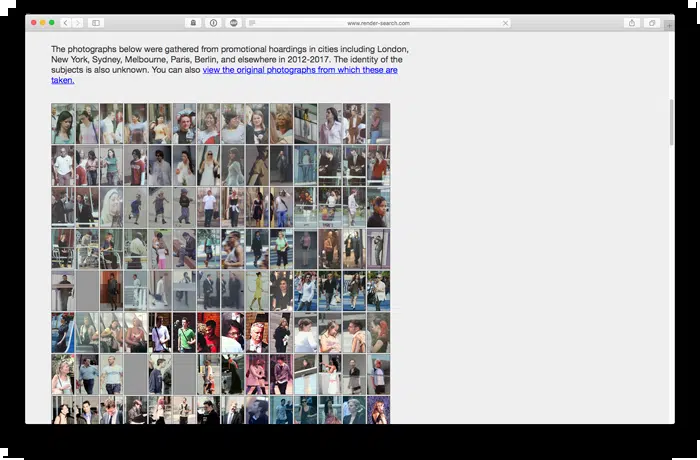 www.render-search.com
The photographs below were gathered from promotional hoardings in cities including London,
New York, Sydney, Melbourne, Paris, Berlin, and elsewhere in 2012-2017. The identity of the
subjects is also unknown. You can also view the original photographs from which these are
taken.